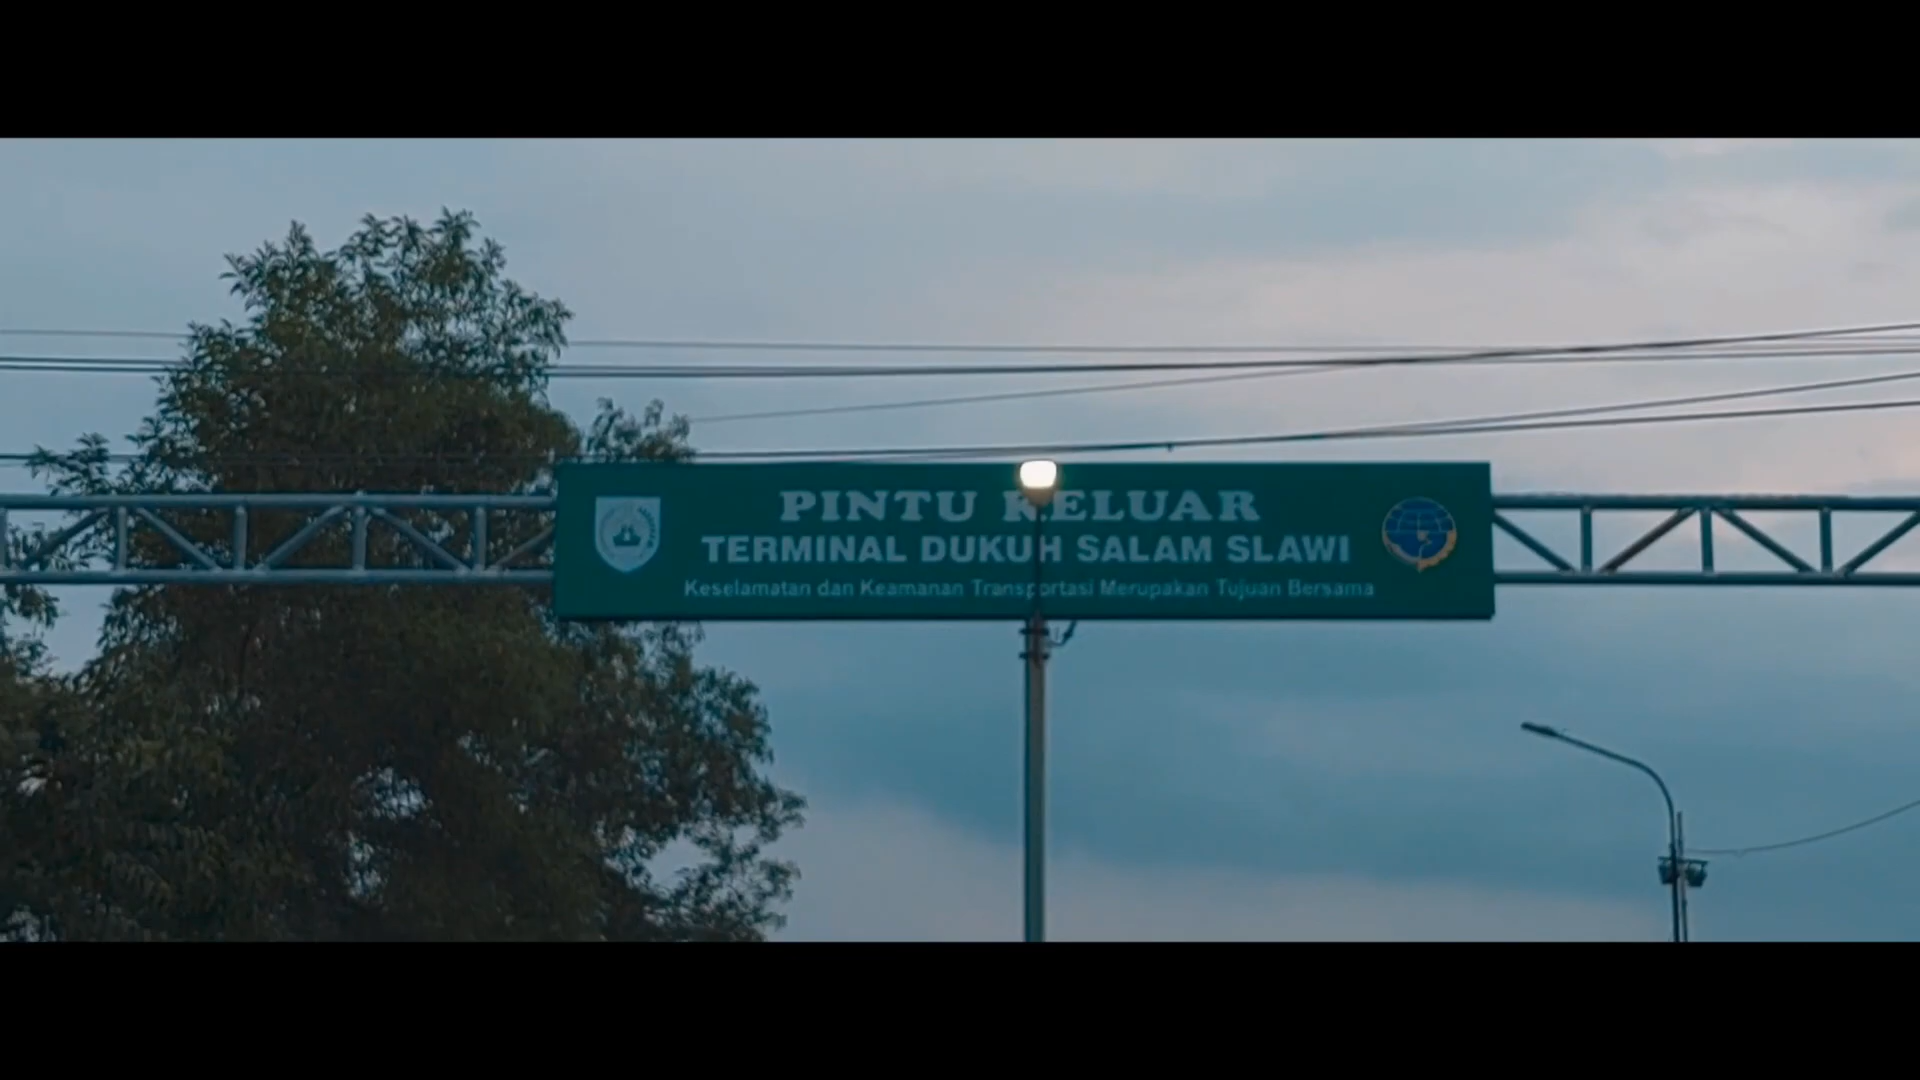 PINTU KELUAR
TERMINAL DUKUH SALAM SLAWI
Keselamatan dan Keamanan Transportasi Merupakan Tujuan Bersama